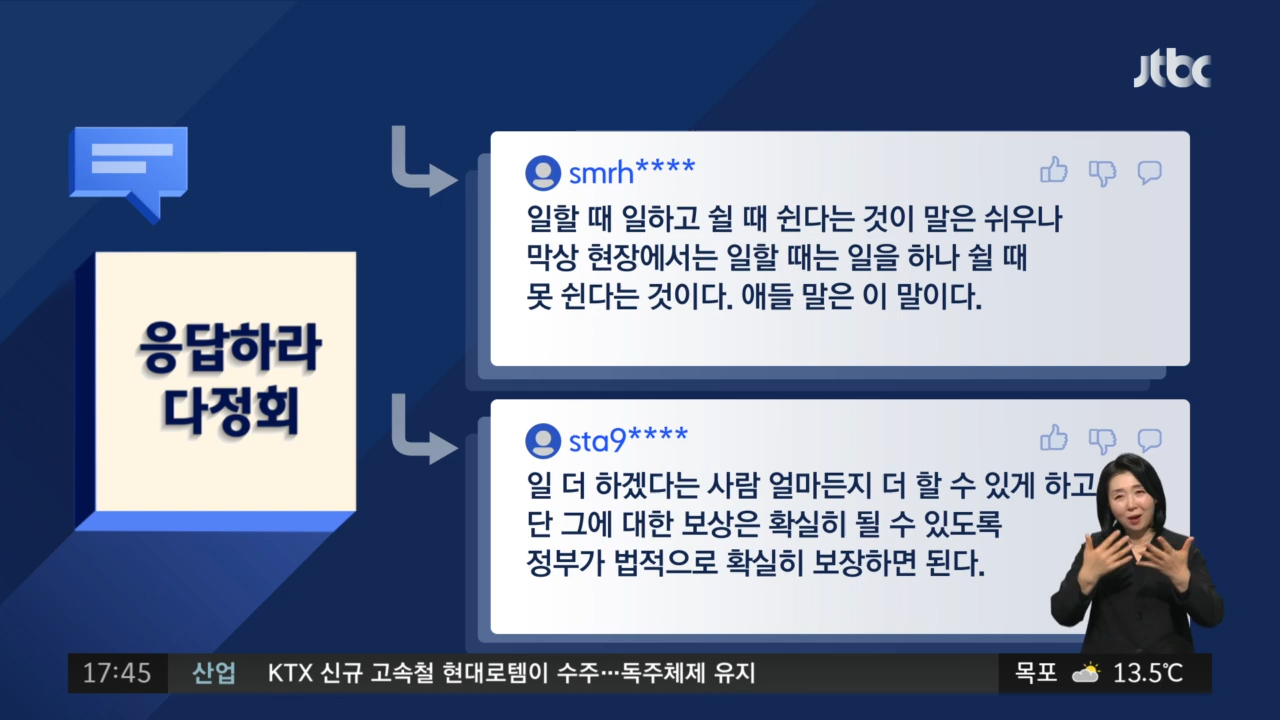 jtbc
응답하라
다정회
smrh****
일할 때 일하고 쉴 때 쉰다는 것이 말은 쉬우나
막상 현장에서는 일할 때는 일을 하나 쉴 때
못 쉰다는 것이다. 애들 말은 이 말이다.
sta9****
일 더 하겠다는 사람 얼마든지 더 할 수 있게 하고
단 그에 대한 보상은 확실히 될 수 있도록
정부가 법적으로 확실히 보장하면 된다.
17:45 산업 KTX 신규 고속철 현대로템이 수주…독주체제 유지 목포 13.5℃